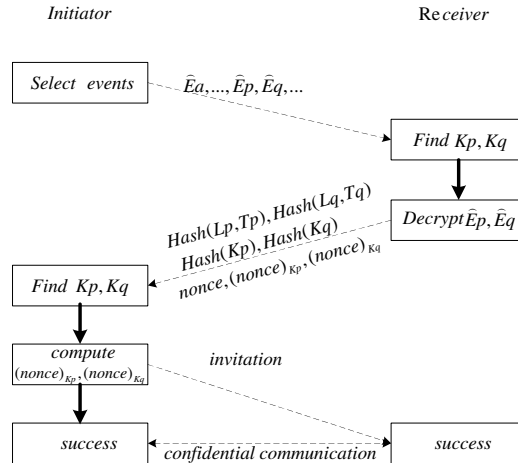 Initiator
Receiver
Select events
Êa,...,Êp,Êq,...
Find Kp,Kq
Decrypt Êp,Êq
Hash(Lp,Tp),Hash(Lq,Tq)
Hash(Kp),Hash(Kq)
nonce,(nonce)Kp,(nonce)Kq
Find Kp,Kq
compute
(nonce)Kp,(nonce)Kq
invitation
success
confidential communication
success